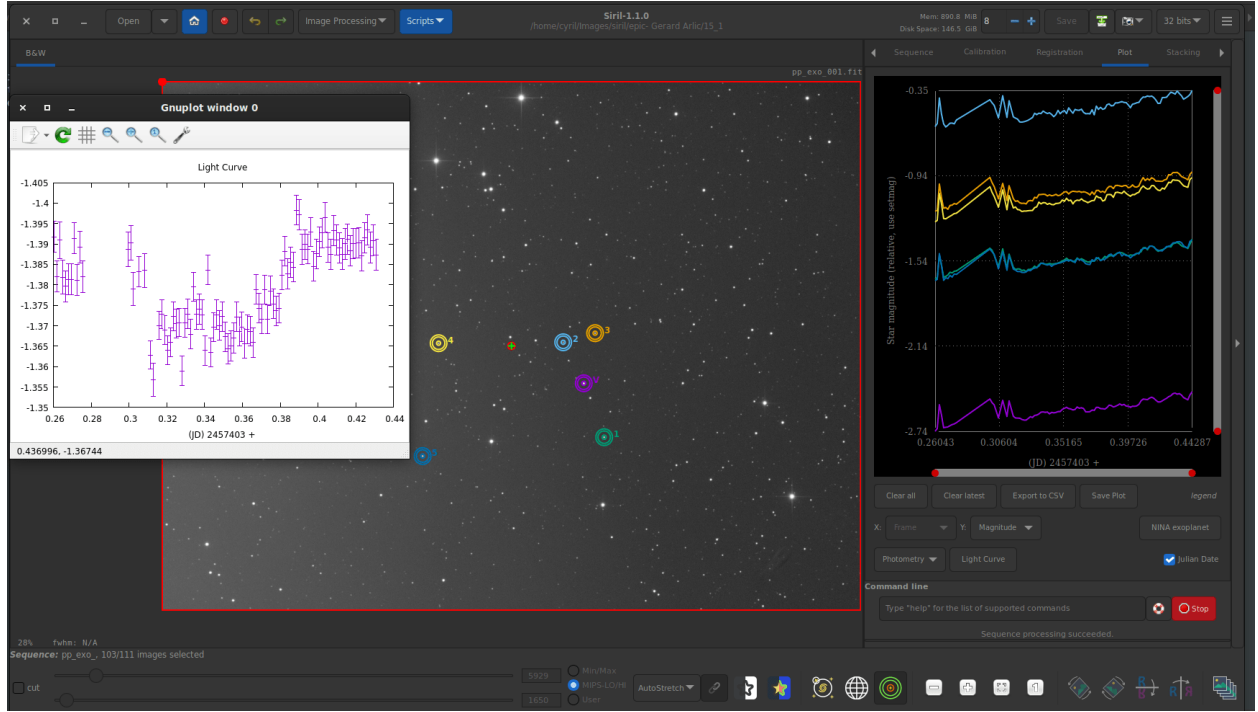 Open
Image Processing
Scripts
Siril-1.1.0
/home/cyril/Images/siril/epic- Gerard Arlic/15_1
Mem: 890.8 MiB
Disk Space: 146.5 GiB
8
Save
32 bits
B&W
pp_exo_001.fit
Gnuplot window 0
Light Curve
-1.405
-1.4
-1.395
-1.39
-1.385
-1.38
-1.375
-1.37
-1.365
-1.36
-1.355
-1.35
0.26 0.28 0.3 0.32 0.34 0.36 0.38 0.4 0.42 0.44
(JD) 2457403 +
0.436996, -1.36744
4
2
3
V
1
Sequence Calibration Registration Plot Stacking
Star magnitude (relative, use setmag)
-0.35
-0.94
-1.54
-2.14
-2.74
0.26043 0.30604 0.35165 0.39726 0.44287
(JD) 2457403 +
Clear all Clear latest Export to CSV Save Plot legend
X: Frame Y: Magnitude NINA exoplanet
Photometry Light Curve Julian Date
Command line
Type "help" for the list of supported commands
Stop
Sequence processing succeeded.
28% fwhm: N/A
Sequence: pp_exo_. 103/111 images selected
cut
5929
1650
Min/Max
MIPS-LO/HI
User
AutoStretch
1
R
R
R R